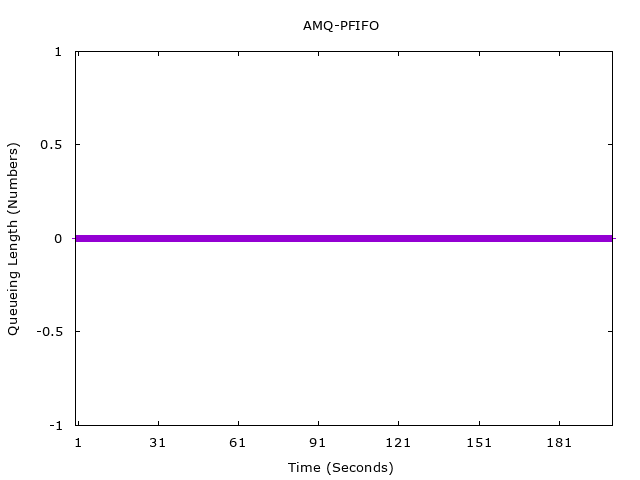 AMQ-PFIFO
1
0.5
0
-0.5
-1
Queueing Length (Numbers)
1 31 61 91 121 151 181
Time (Seconds)